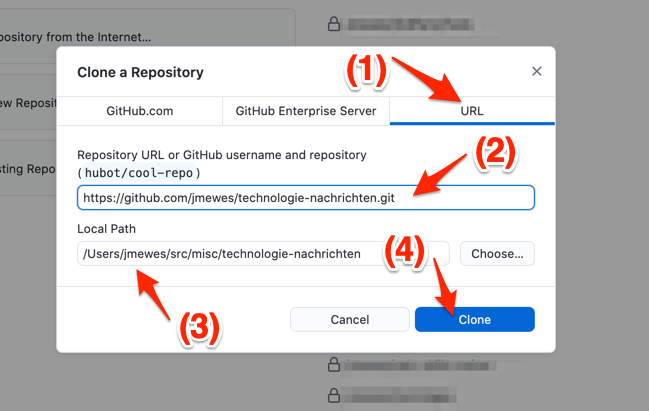 ository from the Internet...
Clone a Repository
(1)
ew Reposit
GitHub.com
GitHub Enterprise Server
URL
sting Repo
Repository URL or GitHub username and repository
(hubot/cool-repo)
(2)
https://github.com/jmewes/technologie-nachrichten.git
Local Path
/Users/jmewes/src/misc/technologie-nachrichten
(4)
Choose...
(3)
Cancel
Clone